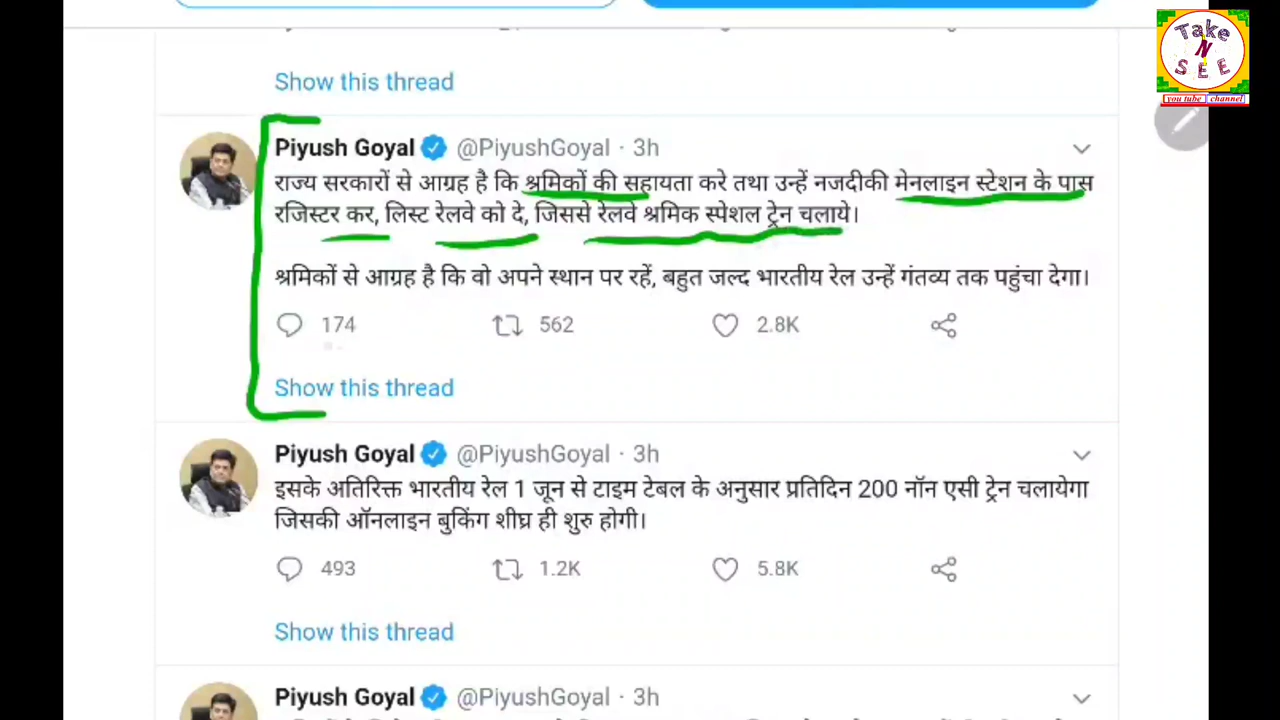 Take
N
SEE
you tube channel
Show this thread
Piyush Goyal @PiyushGoyal · 3h
राज्य सरकारों से आग्रह है कि श्रमिकों की सहायता करे तथा उन्हें नजदीकी मेनलाइन स्टेशन के पास
रजिस्टर कर, लिस्ट रेलवे को दे, जिससे रेलवे श्रमिक स्पेशल ट्रेन चलाये।
श्रमिकों से आग्रह है कि वो अपने स्थान पर रहें, बहुत जल्द भारतीय रेल उन्हें गंतव्य तक पहुंचा देगा।
174 562 2.8K
Show this thread
Piyush Goyal @PiyushGoyal · 3h
इसके अतिरिक्त भारतीय रेल 1 जून से टाइम टेबल के अनुसार प्रतिदिन 200 नॉन एसी ट्रेन चलायेगा
जिसकी ऑनलाइन बुकिंग शीघ्र ही शुरु होगी।
493 1.2K 5.8K
Show this thread
Piyush Goyal @PiyushGoyal · 3h